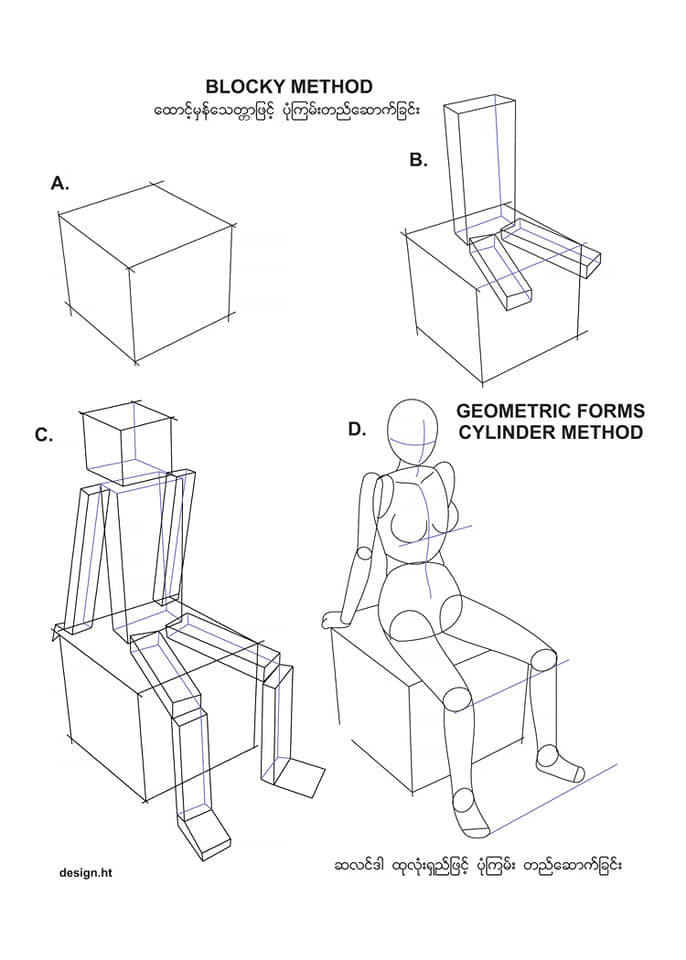 BLOCKY METHOD
ထောင့်မှန်သေတ္တာဖြင့် ပုံကြမ်းတည်ဆောက်ခြင်း
A.
B.
C.
D.
GEOMETRIC FORMS
CYLINDER METHOD
ဆလင်ဒါ ထုလုံးရှည်ဖြင့် ပုံကြမ်း တည်ဆောက်ခြင်း
design.ht